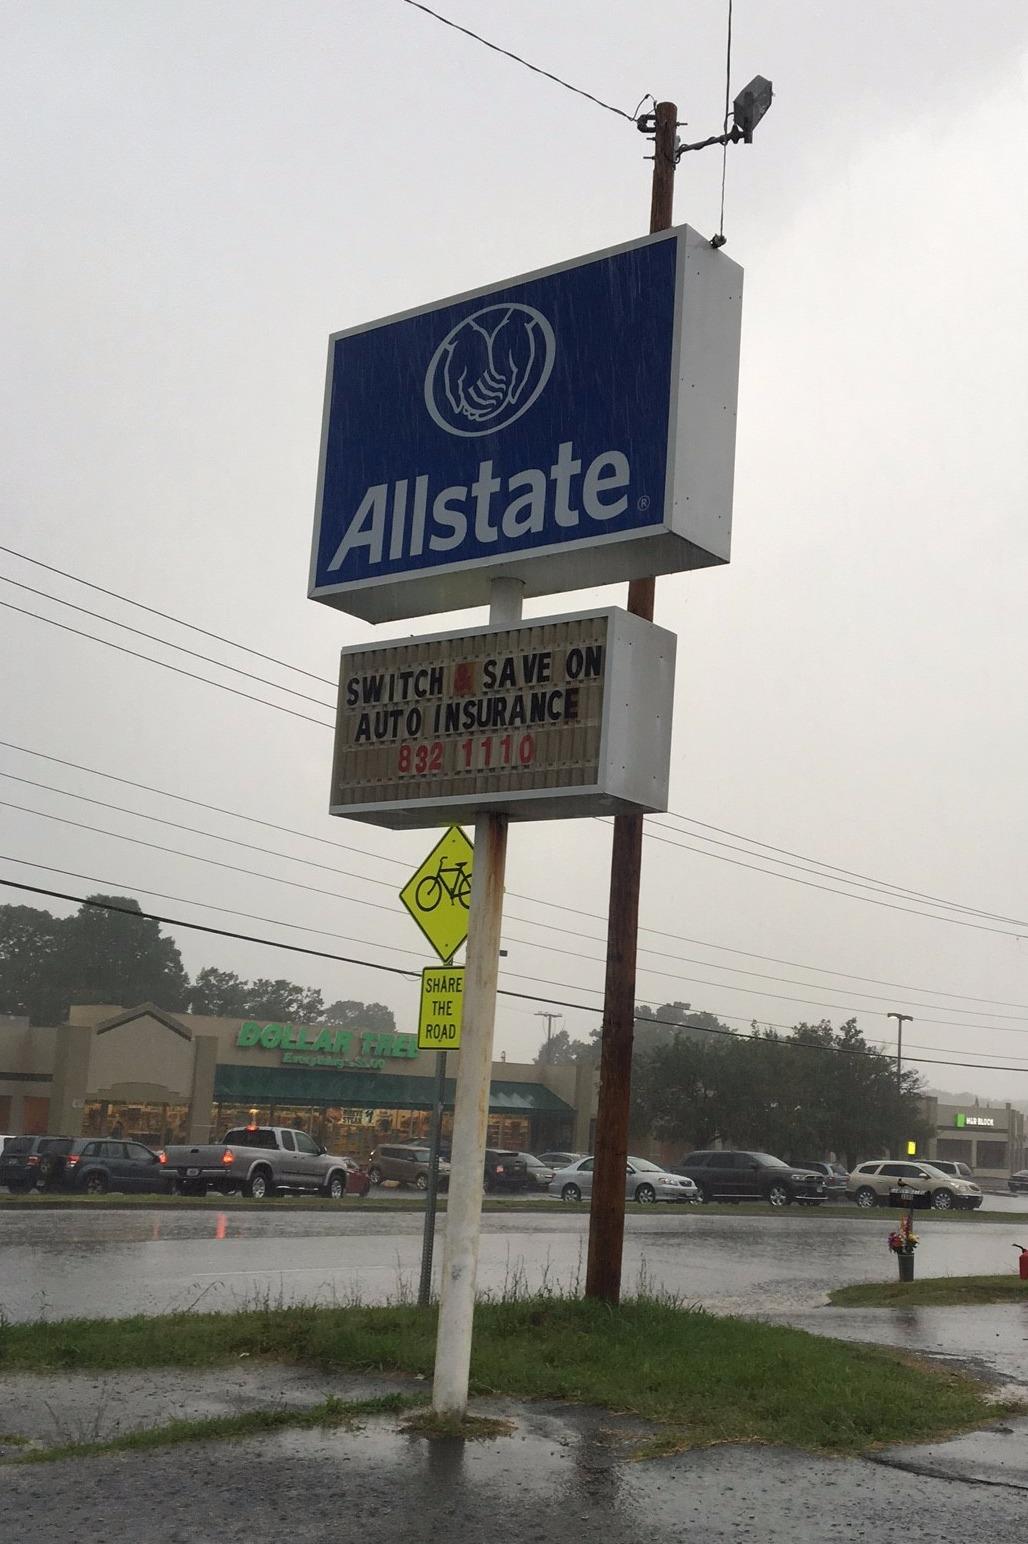 Allstate®
SWITCH & SAVE ON
AUTO INSURANCE
832 1110
SHARE
THE
ROAD
DOLLAR TREE
H&R BLOCK